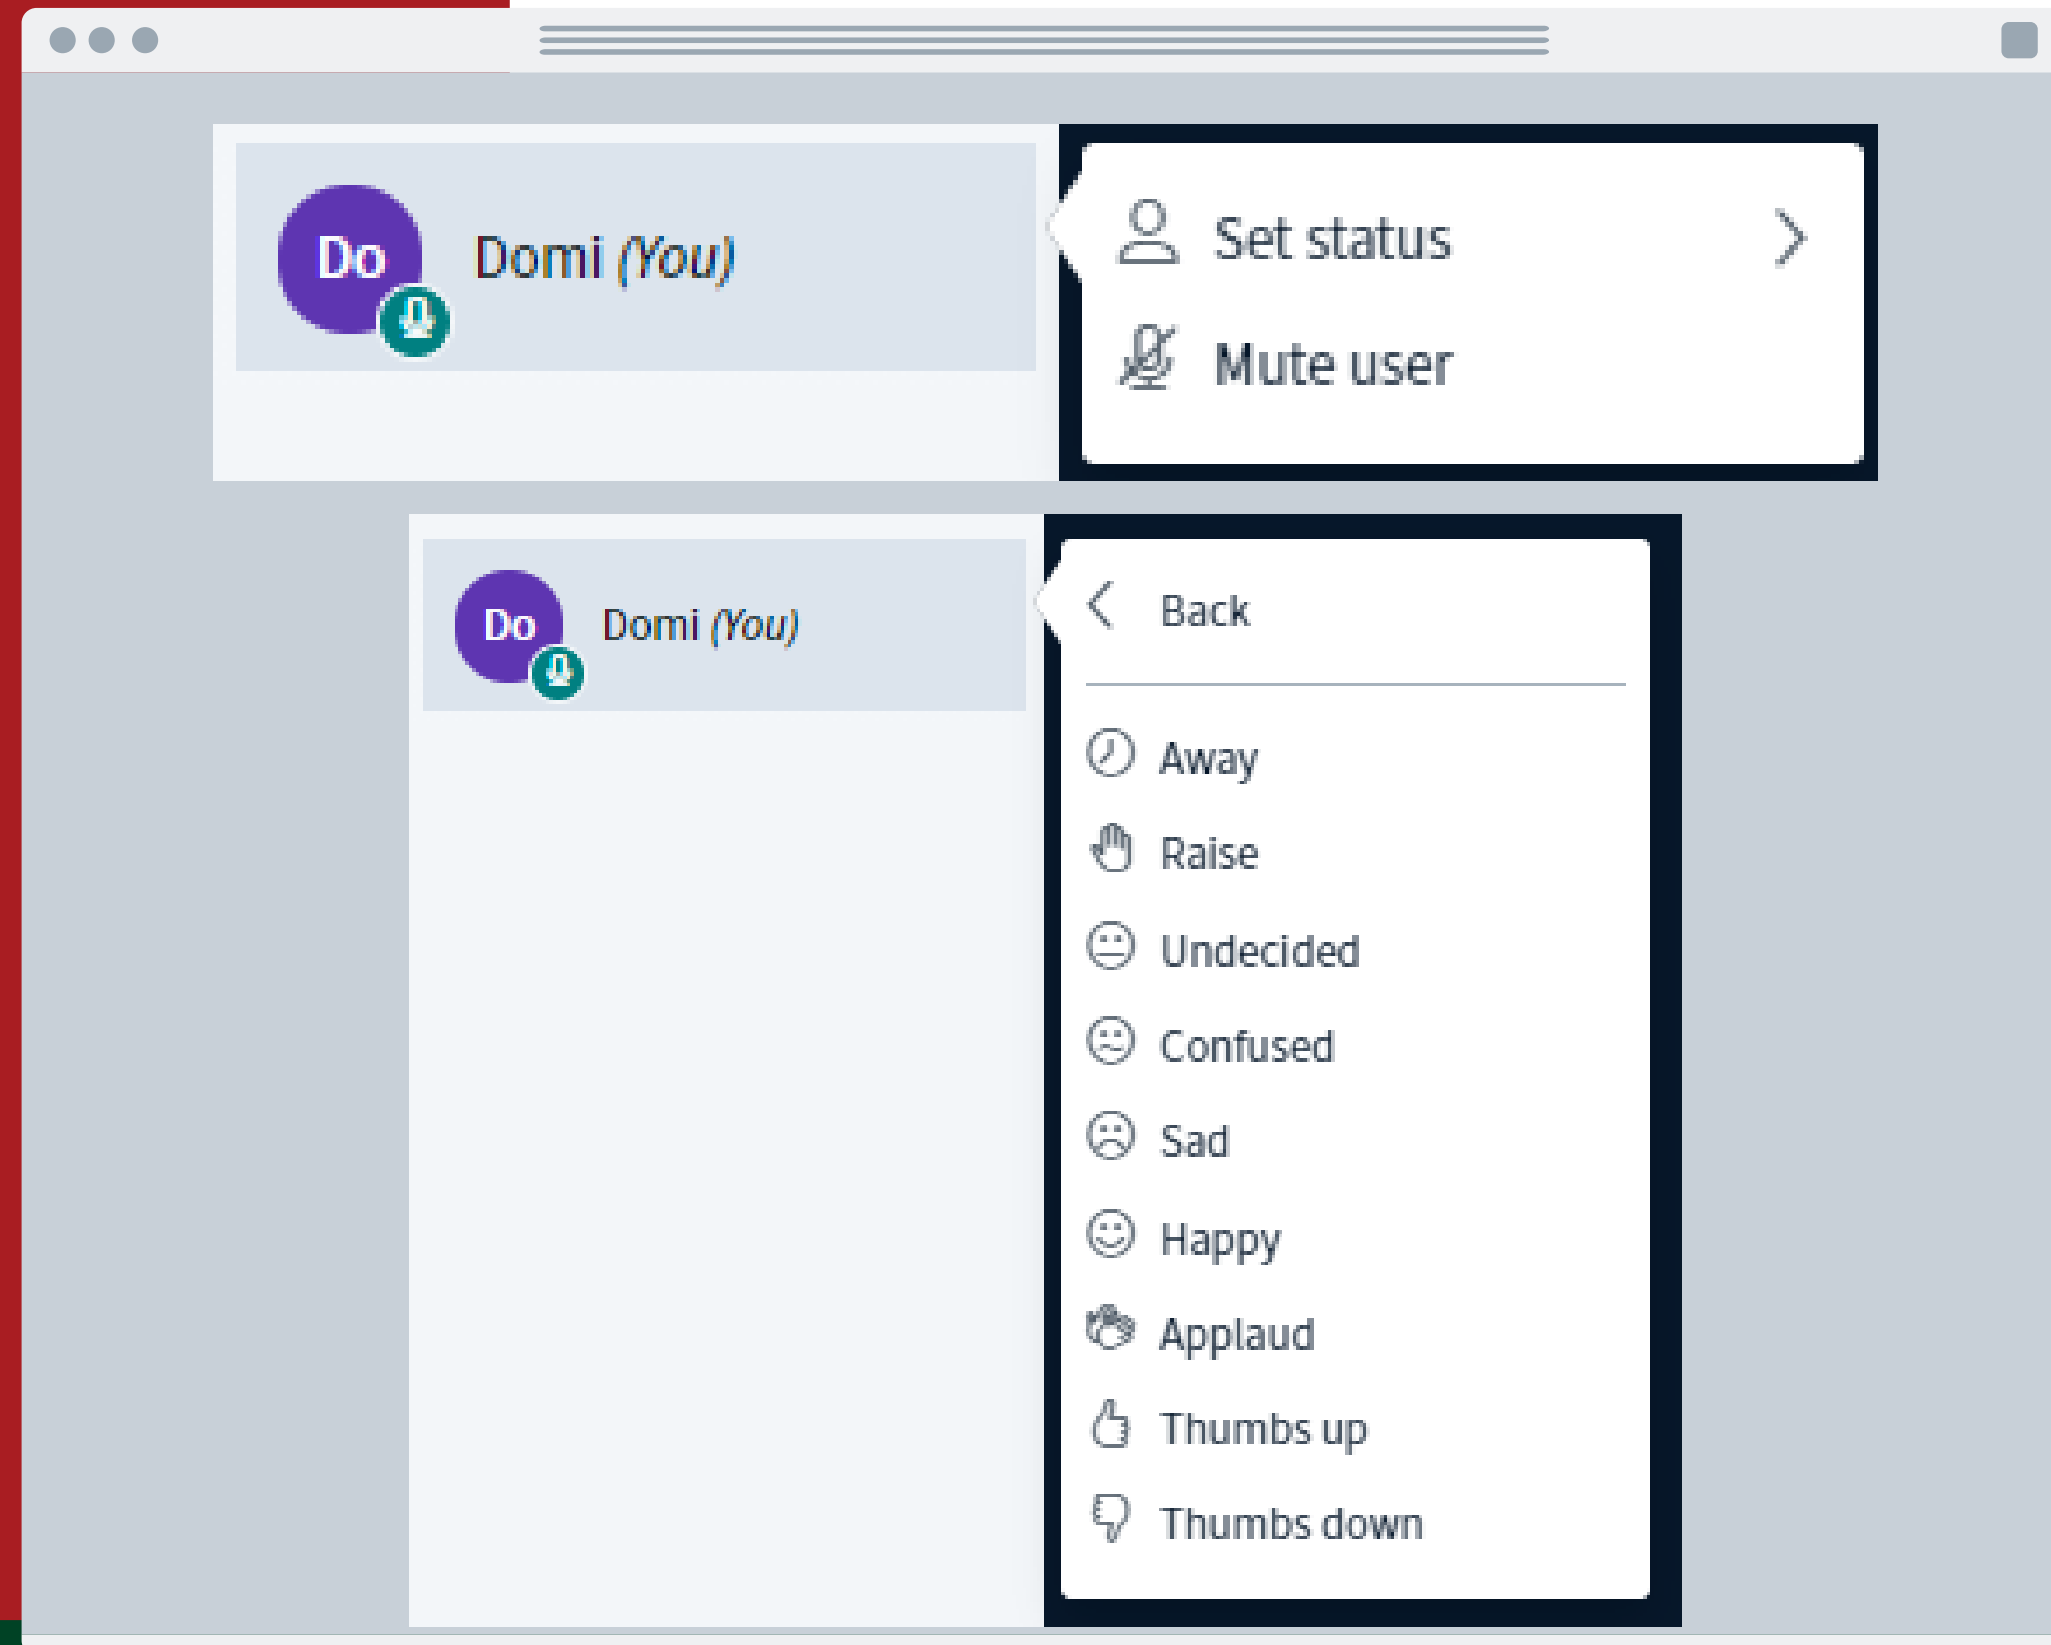 Do
Domi (You)
Set status
Mute user
Do
Domi (You)
Back
Away
Raise
Undecided
Confused
Sad
Happy
Applaud
Thumbs up
Thumbs down